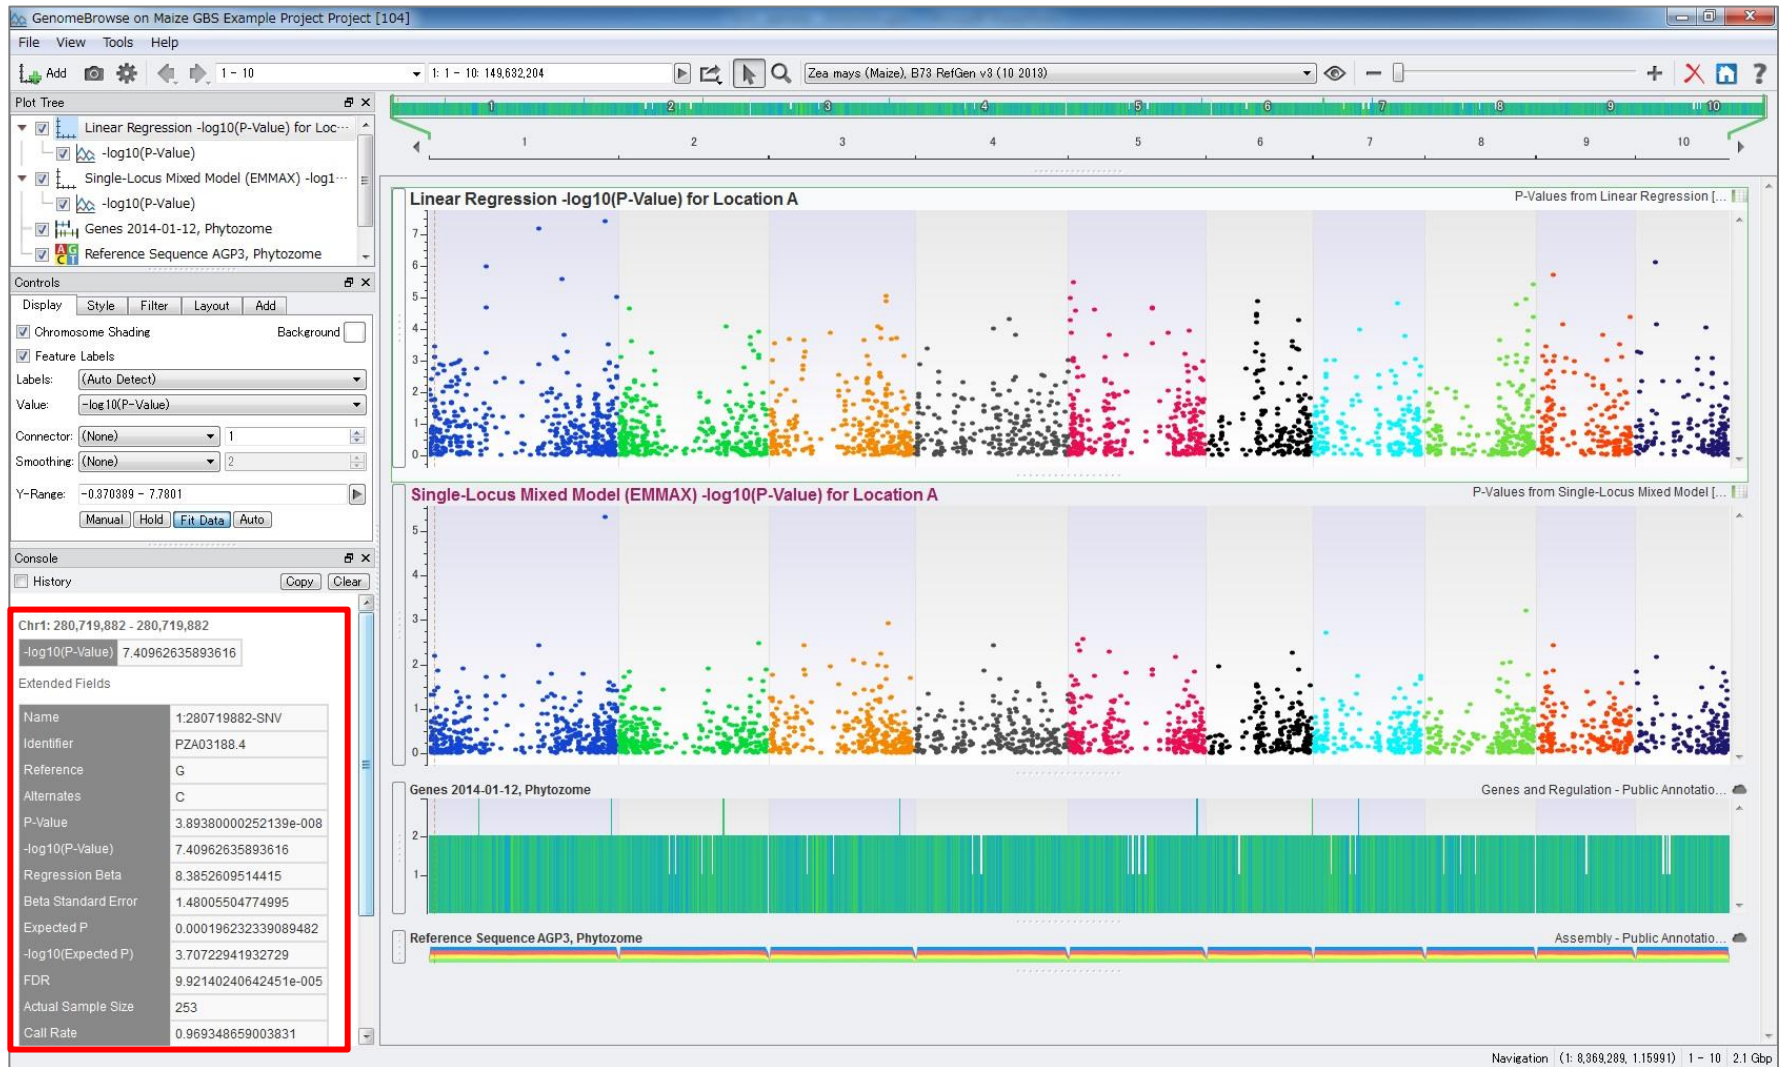 GenomeBrowse on Maize GBS Example Project Project [104]
File View Tools Help
Add 1 - 10 1: 1 - 10: 149,632,204 Zea mays (Maize), B73 RefGen v3 (10 2013)
Plot Tree
Linear Regression -log10(P-Value) for Loc...
-log10(P-Value)
Single-Locus Mixed Model (EMMAX) -log1...
-log10(P-Value)
Genes 2014-01-12, Phytozome
Reference Sequence AGP3, Phytozome
Controls
Display Style Filter Layout Add
Chromosome Shading Background
Feature Labels
Labels: (Auto Detect)
Value: -log10(P-Value)
Connector: (None) 1
Smoothing: (None) 2
Y-Range: -0.370389 - 7.7801
Manual Hold Fit Data Auto
Console
History Copy Clear
Chr1: 280,719,882 - 280,719,882
-log10(P-Value) 7.40962635893616
Extended Fields
Name 1:280719882-SNV
Identifier PZA03188.4
Reference G
Alternates C
P-Value 3.89380000252139e-008
-log10(P-Value) 7.40962635893616
Regression Beta 8.3852609514415
Beta Standard Error 1.48005504774995
Expected P 0.000196232339089482
-log10(Expected P) 3.70722941932729
FDR 9.92140240642451e-005
Actual Sample Size 253
Call Rate 0.969348659003831
1 2 3 4 5 6 7 8 9 10
1 2 3 4 5 6 7 8 9 10
Linear Regression -log10(P-Value) for Location A P-Values from Linear Regression [...
7
6
5
4
3
2
1
0
Single-Locus Mixed Model (EMMAX) -log10(P-Value) for Location A P-Values from Single-Locus Mixed Model [...
5
4
3
2
1
0
Genes 2014-01-12, Phytozome Genes and Regulation - Public Annotatio...
2
1
Reference Sequence AGP3, Phytozome Assembly - Public Annotatio...
Navigation (1: 8,369,289, 1.15991) 1 - 10 2.1 Gbp